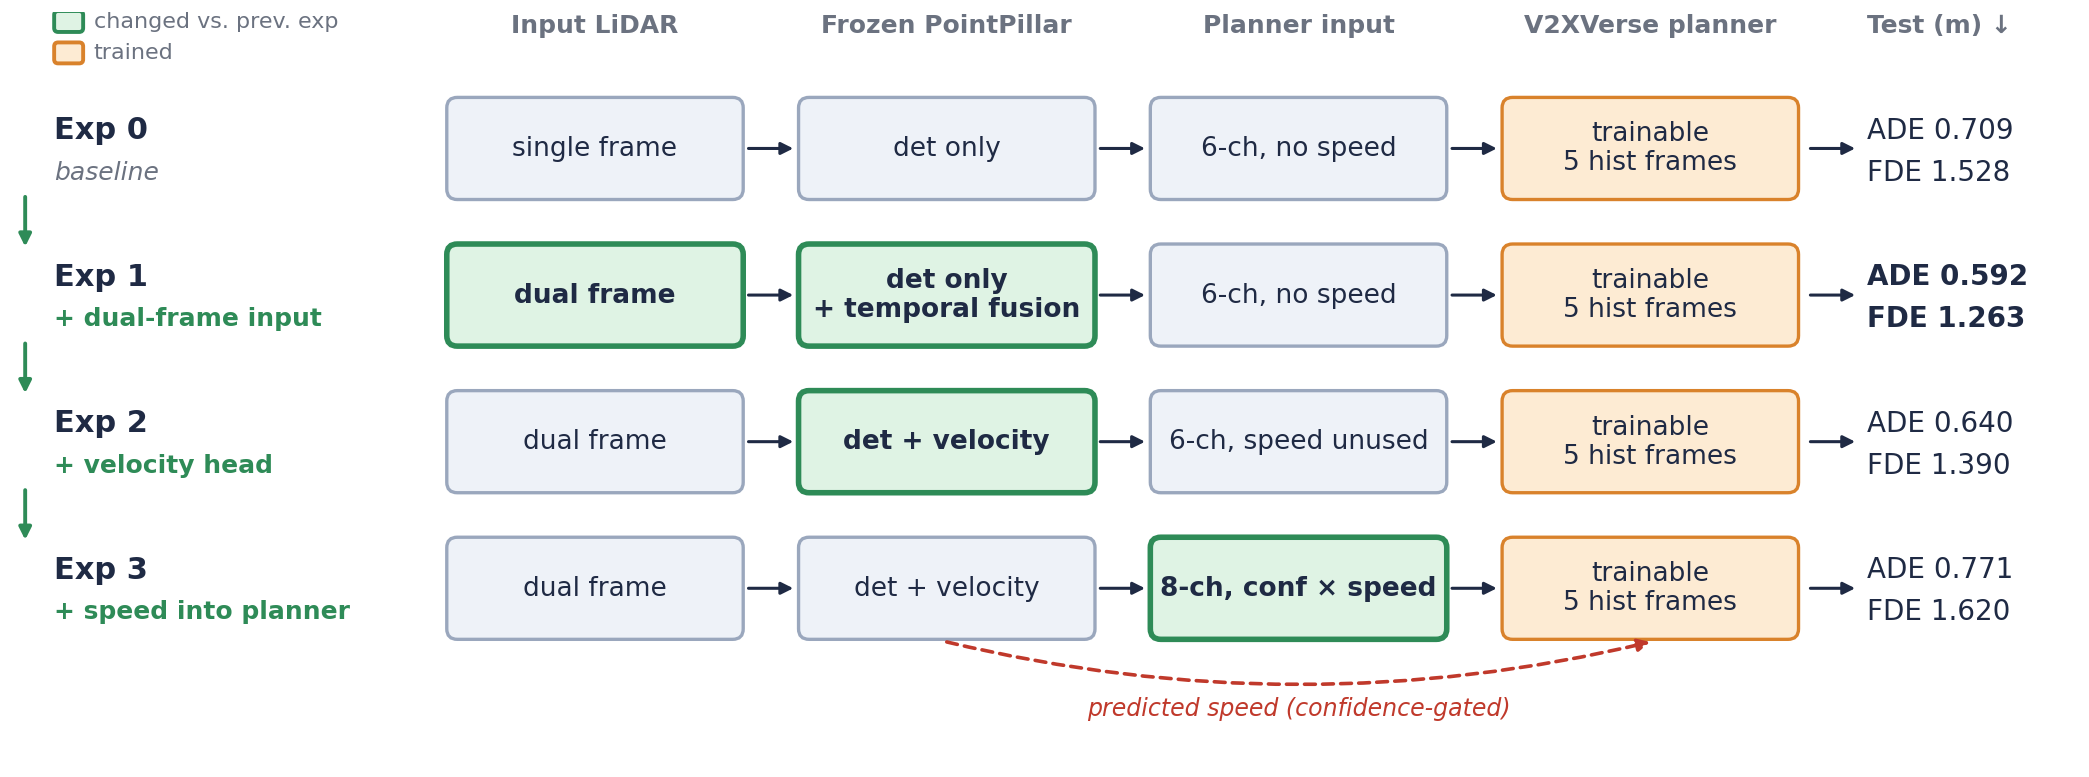 changed vs. prev. exp
trained
Input LiDAR
Frozen PointPillar
Planner input
V2XVerse planner
Test (m) ↓
Exp 0
baseline
single frame
det only
6-ch, no speed
trainable
5 hist frames
ADE 0.709
FDE 1.528
Exp 1
+ dual-frame input
dual frame
det only
+ temporal fusion
6-ch, no speed
trainable
5 hist frames
ADE 0.592
FDE 1.263
Exp 2
+ velocity head
dual frame
det + velocity
6-ch, speed unused
trainable
5 hist frames
ADE 0.640
FDE 1.390
Exp 3
+ speed into planner
dual frame
det + velocity
8-ch, conf × speed
trainable
5 hist frames
ADE 0.771
FDE 1.620
predicted speed (confidence-gated)